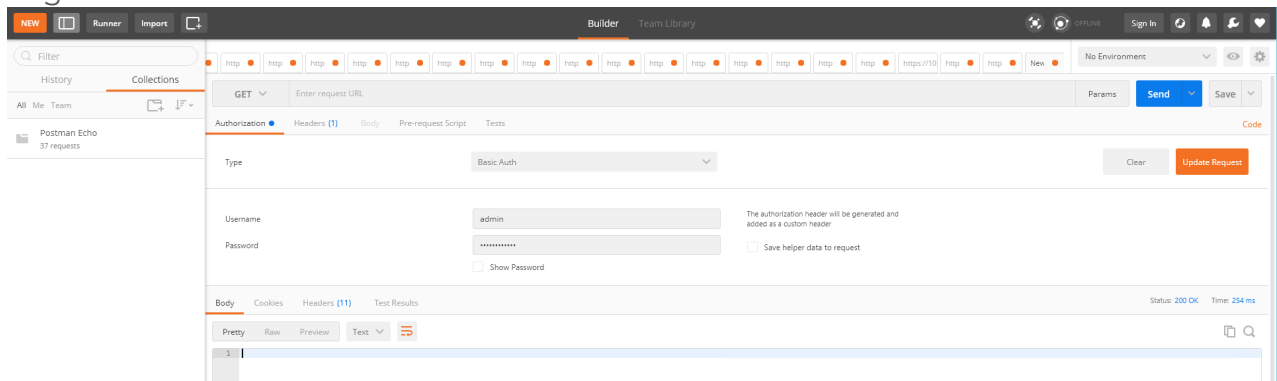 NEW Runner Import Builder Team Library OFFLINE Sign In
Filter
http http http http http http http http http http http http http http http http https://10 http http New
No Environment
History Collections
GET Enter request URL Params Send Save
All Me Team
Authorization Headers (1) Body Pre-request Script Tests Code
Postman Echo
37 requests
Type Basic Auth Clear Update Request
Username admin
The authorization header will be generated and
added as a custom header
Password ••••••••••••
Save helper data to request
Show Password
Body Cookies Headers (11) Test Results Status: 200 OK Time: 254 ms
Pretty Raw Preview Text
1